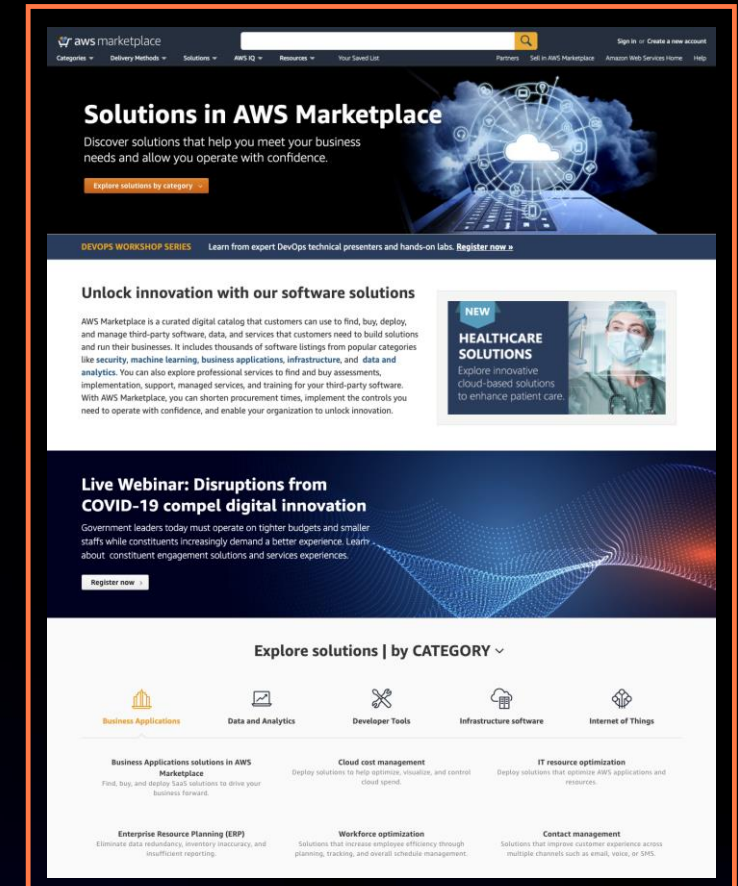 aws marketplace
Sign in or Create a new account
Categories Delivery Methods Solutions AWS IQ Resources Your Saved List Partners Sell in AWS Marketplace Amazon Web Services Home Help
Solutions in AWS Marketplace
Discover solutions that help you meet your business
needs and allow you operate with confidence.
Explore solutions by category
DEVOPS WORKSHOP SERIES Learn from expert DevOps technical presenters and hands-on labs. Register now »
Unlock innovation with our software solutions
AWS Marketplace is a curated digital catalog that customers can use to find, buy, deploy,
and manage third-party software, data, and services that customers need to build solutions
and run their businesses. It includes thousands of software listings from popular categories
like security, machine learning, business applications, infrastructure, and data and
analytics. You can also explore professional services to find and buy assessments,
implementation, support, managed services, and training for your third-party software.
With AWS Marketplace, you can shorten procurement times, implement the controls you
need to operate with confidence, and enable your organization to unlock innovation.
NEW
HEALTHCARE
SOLUTIONS
Explore innovative
cloud-based solutions
to enhance patient care.
Live Webinar: Disruptions from
COVID-19 compel digital innovation
Government leaders today must operate on tighter budgets and smaller
staffs while constituents increasingly demand a better experience. Learn
about constituent engagement solutions and services experiences.
Register now ›
Explore solutions | by CATEGORY
Business Applications
Data and Analytics
Developer Tools
Infrastructure software
Internet of Things
Business Applications solutions in AWS
Marketplace
Find, buy, and deploy SaaS solutions to drive your
business forward.
Cloud cost management
Deploy solutions to help optimize, visualize, and control
cloud spend.
IT resource optimization
Deploy solutions that optimize AWS applications and
resources.
Enterprise Resource Planning (ERP)
Eliminate data redundancy, inventory inaccuracy, and
insufficient reporting.
Workforce optimization
Solutions that increase employee efficiency through
planning, tracking, and overall schedule management.
Contact management
Solutions that improve customer experience across
multiple channels such as email, voice, or SMS.